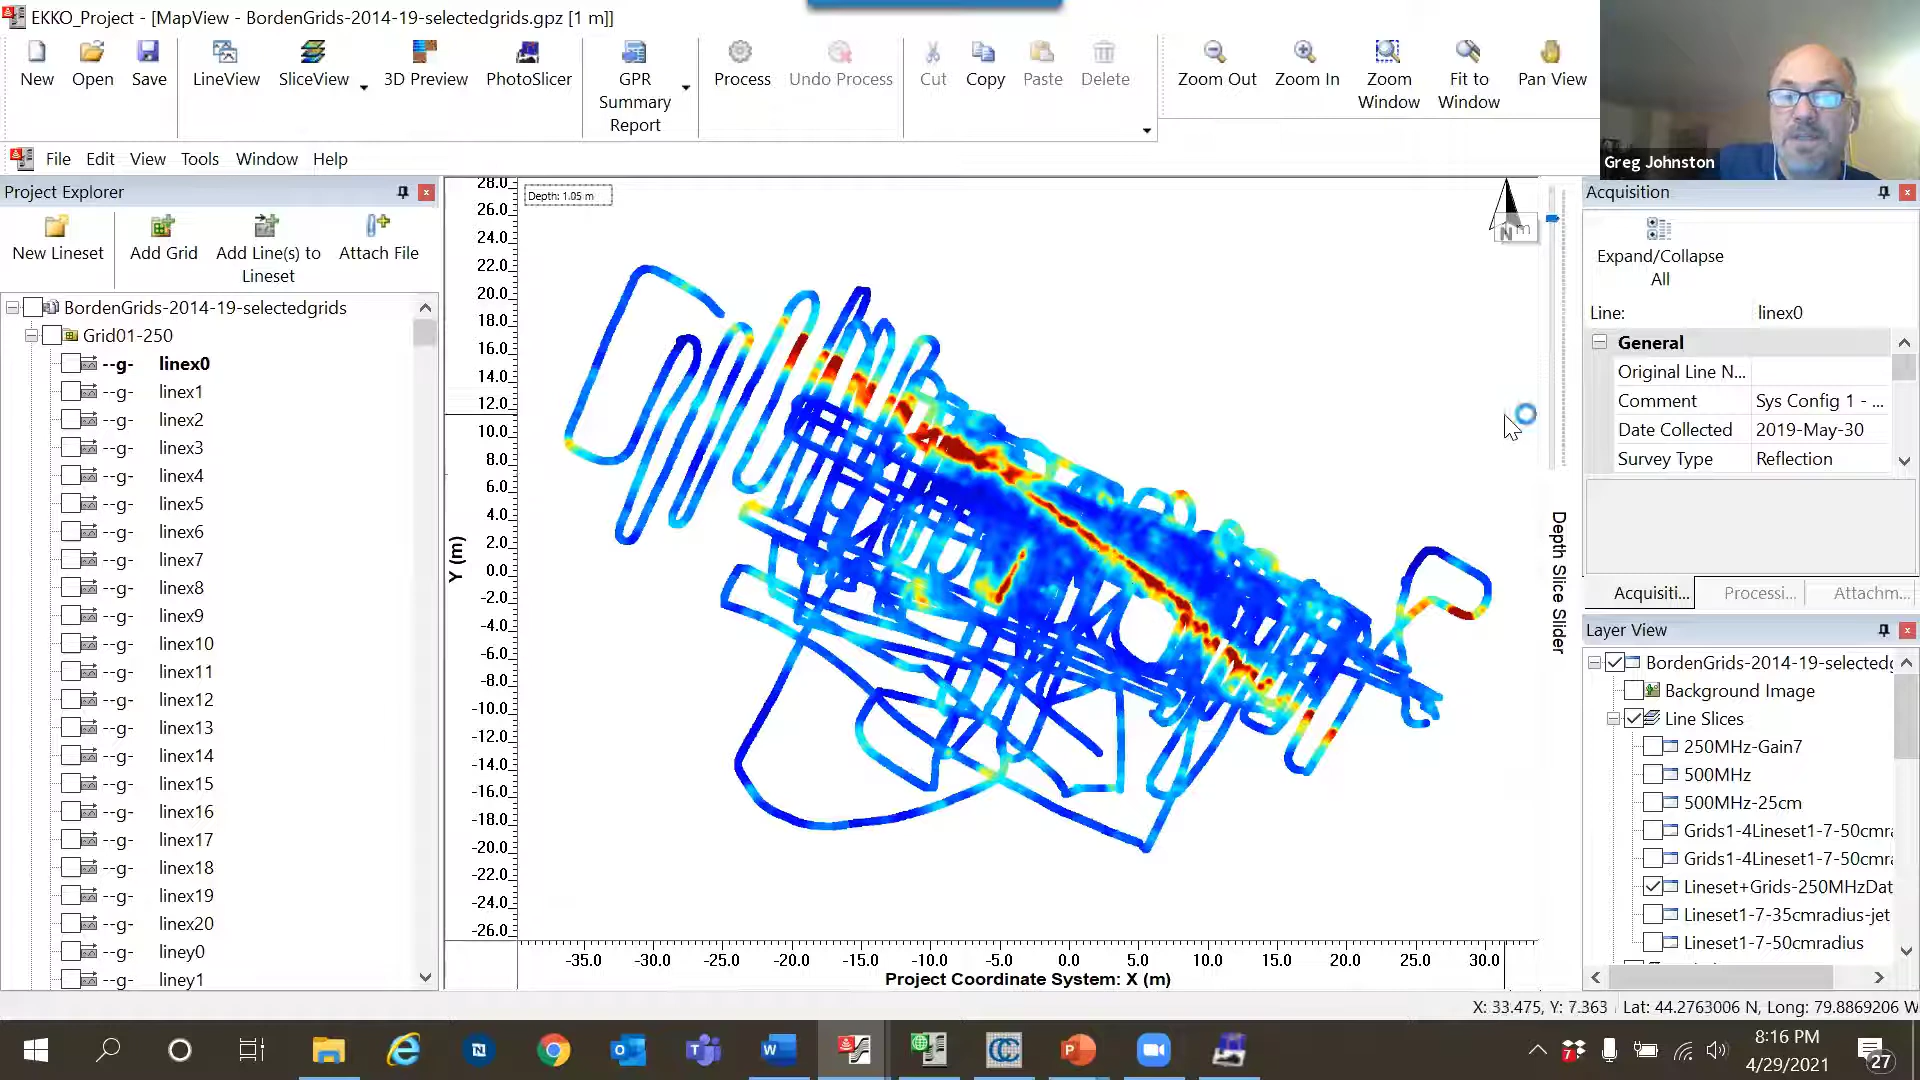 EKKO_Project - [MapView - BordenGrids-2014-19-selectedgrids.gpz [1 m]]
New
Open
Save
LineView
SliceView
3D Preview
PhotoSlicer
GPR
Summary
Report
Process
Undo Process
Cut
Copy
Paste
Delete
Zoom Out
Zoom In
Zoom
Window
Fit to
Window
Pan View
Greg Johnston
File Edit View Tools Window Help
Project Explorer
New Lineset
Add Grid
Add Line(s) to
Lineset
Attach File
BordenGrids-2014-19-selectedgrids
Grid01-250
--g- linex0
--g- linex1
--g- linex2
--g- linex3
--g- linex4
--g- linex5
--g- linex6
--g- linex7
--g- linex8
--g- linex9
--g- linex10
--g- linex11
--g- linex12
--g- linex13
--g- linex14
--g- linex15
--g- linex16
--g- linex17
--g- linex18
--g- linex19
--g- linex20
--g- liney0
--g- liney1
Depth: 1.05 m
N
m
28.0
26.0
24.0
22.0
20.0
18.0
16.0
14.0
12.0
10.0
8.0
6.0
4.0
2.0
0.0
-2.0
-4.0
-6.0
-8.0
-10.0
-12.0
-14.0
-16.0
-18.0
-20.0
-22.0
-24.0
-26.0
Y (m)
-35.0 -30.0 -25.0 -20.0 -15.0 -10.0 -5.0 0.0 5.0 10.0 15.0 20.0 25.0 30.0
Project Coordinate System: X (m)
Depth Slice Slider
Acquisition
Expand/Collapse
All
Line: linex0
General
Original Line N...
Comment Sys Config 1 - ...
Date Collected 2019-May-30
Survey Type Reflection
Acquisiti...
Processi...
Attachm...
Layer View
BordenGrids-2014-19-selectedg
Background Image
Line Slices
250MHz-Gain7
500MHz
500MHz-25cm
Grids1-4Lineset1-7-50cmra
Grids1-4Lineset1-7-50cmra
Lineset+Grids-250MHzDat
Lineset1-7-35cmradius-jet
Lineset1-7-50cmradius
X: 33.475, Y: 7.363 Lat: 44.2763006 N, Long: 79.8869206 W
8:16 PM
4/29/2021
27